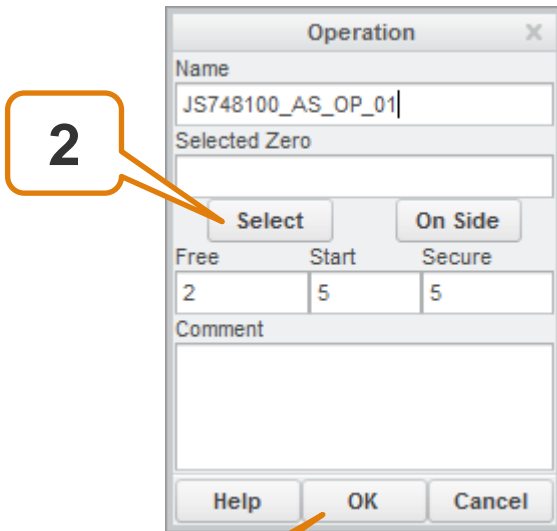 Operation
Name
JS748100_AS_OP_01
2
Selected Zero
Select On Side
Free Start Secure
2 5 5
Comment
Help OK Cancel